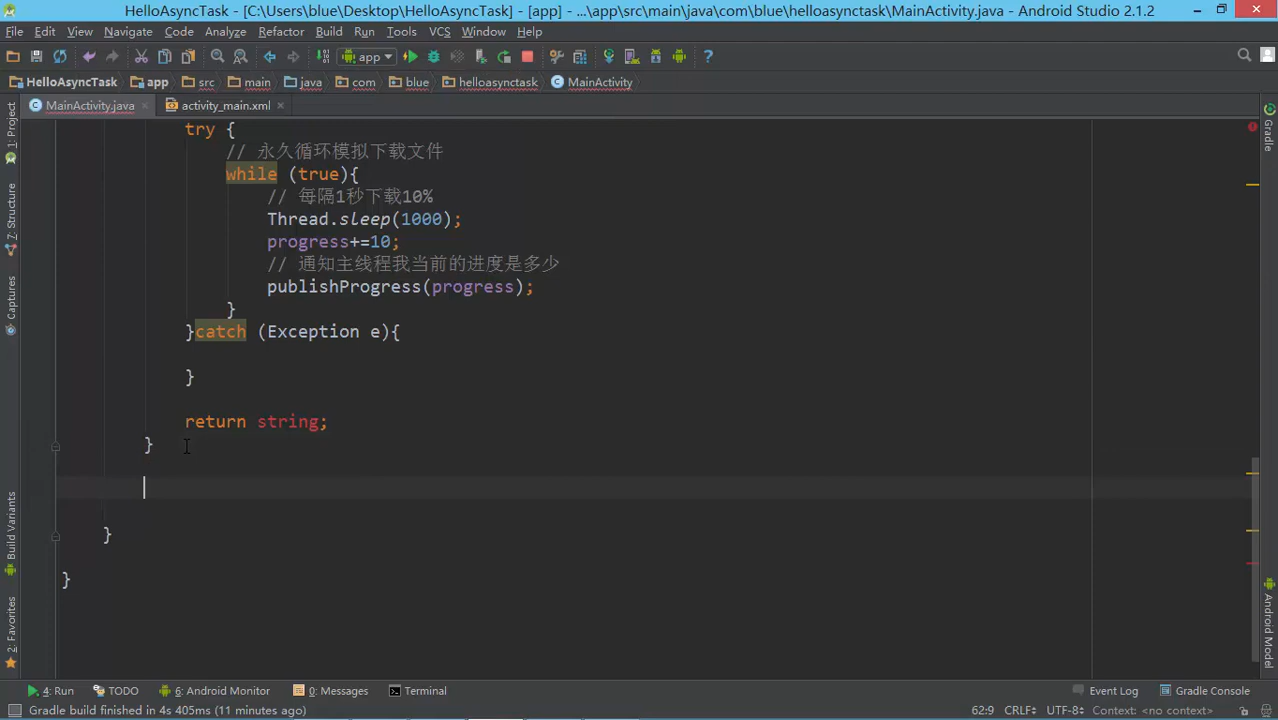 HelloAsyncTask - [C:\Users\blue\Desktop\HelloAsyncTask] - [app] - ...\app\src\main\java\com\blue\helloasynctask\MainActivity.java - Android Studio 2.1.2
File Edit View Navigate Code Analyze Refactor Build Run Tools VCS Window Help
app
HelloAsyncTask app src main java com blue helloasynctask MainActivity
MainActivity.java activity_main.xml
1: Project
7: Structure
Captures
Build Variants
2: Favorites
try {
// 永久循环模拟下载文件
while (true){
// 每隔1秒下载10%
Thread.sleep(1000);
progress+=10;
// 通知主线程我当前的进度是多少
publishProgress(progress);
}
}catch (Exception e){
}
return string;
}
}
}
Gradle
Android Model
4: Run TODO 6: Android Monitor 0: Messages Terminal Event Log Gradle Console
Gradle build finished in 4s 405ms (11 minutes ago) 62:9 CRLF UTF-8 Context: <no context>